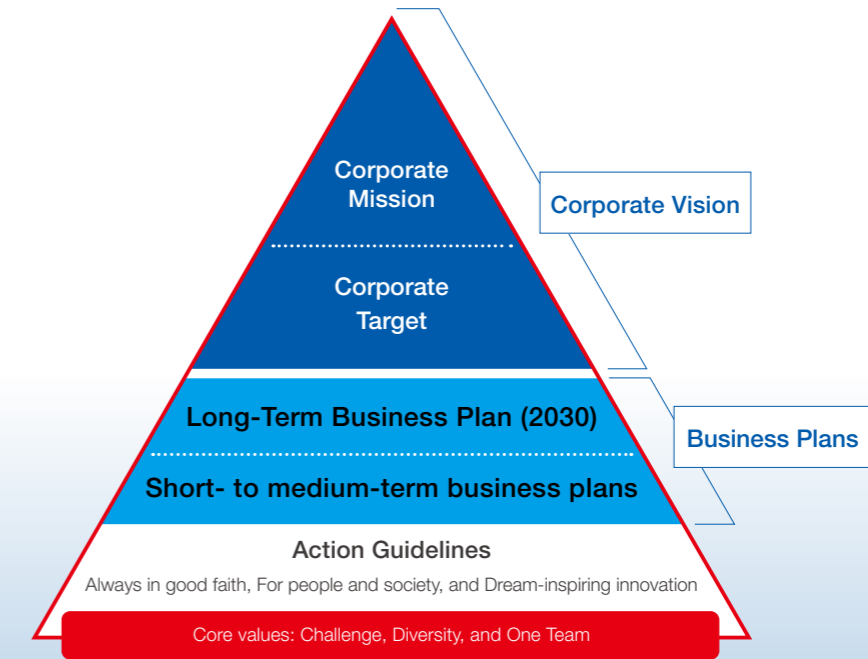 Corporate
Mission
Corporate
Target
Corporate Vision
Long-Term Business Plan (2030)
Short- to medium-term business plans
Business Plans
Action Guidelines
Always in good faith, For people and society, and Dream-inspiring innovation
Core values: Challenge, Diversity, and One Team